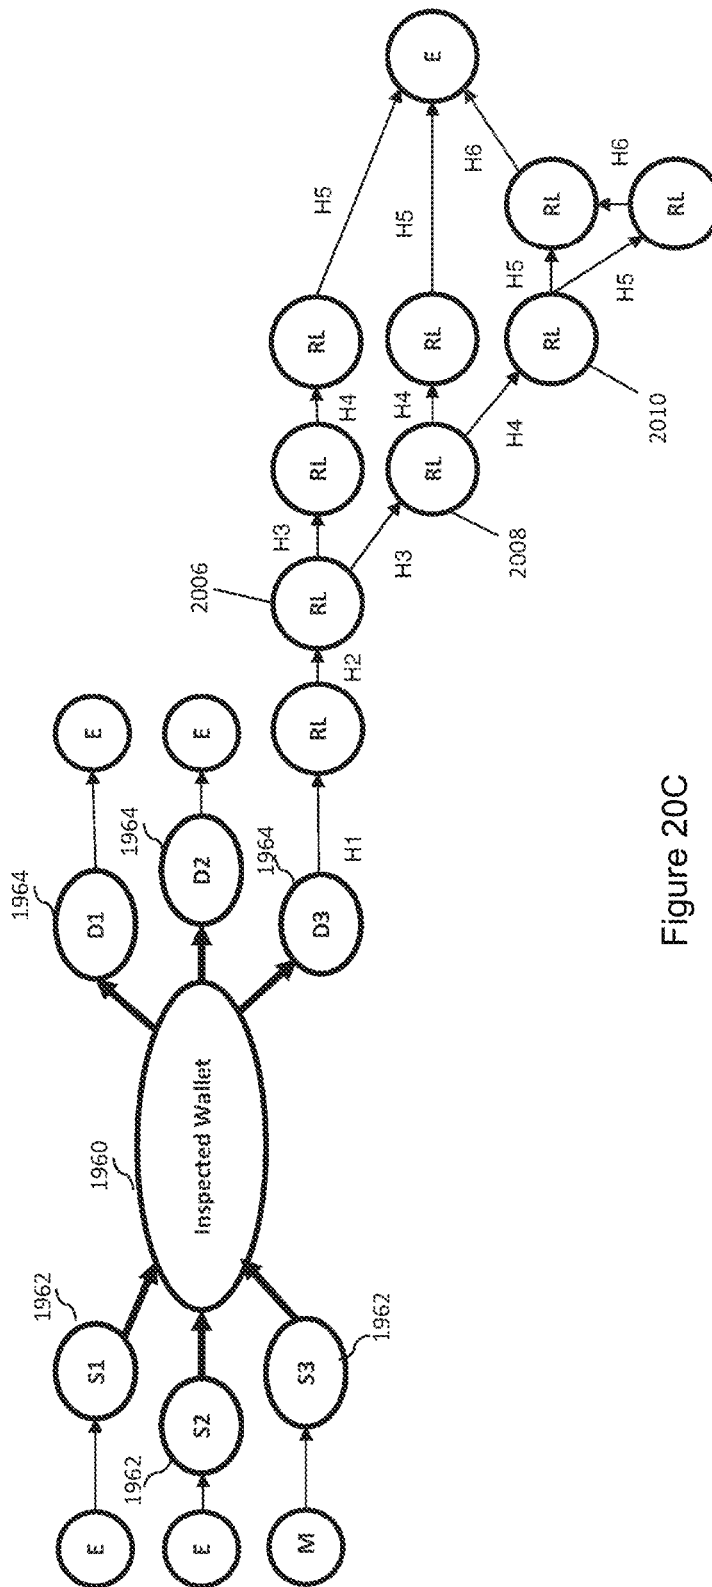 E
E
M
S1
1962
S2
1962
S3
1962
1960
Inspected Wallet
D1
1964
D2
1964
D3
1964
E
E
H1
RL
H2
RL
2006
H3
H3
RL
RL
2008
H4
H4
H4
RL
RL
RL
2010
H5
H5
H5
H5
RL
RL
H6
H6
E
Figure 20C